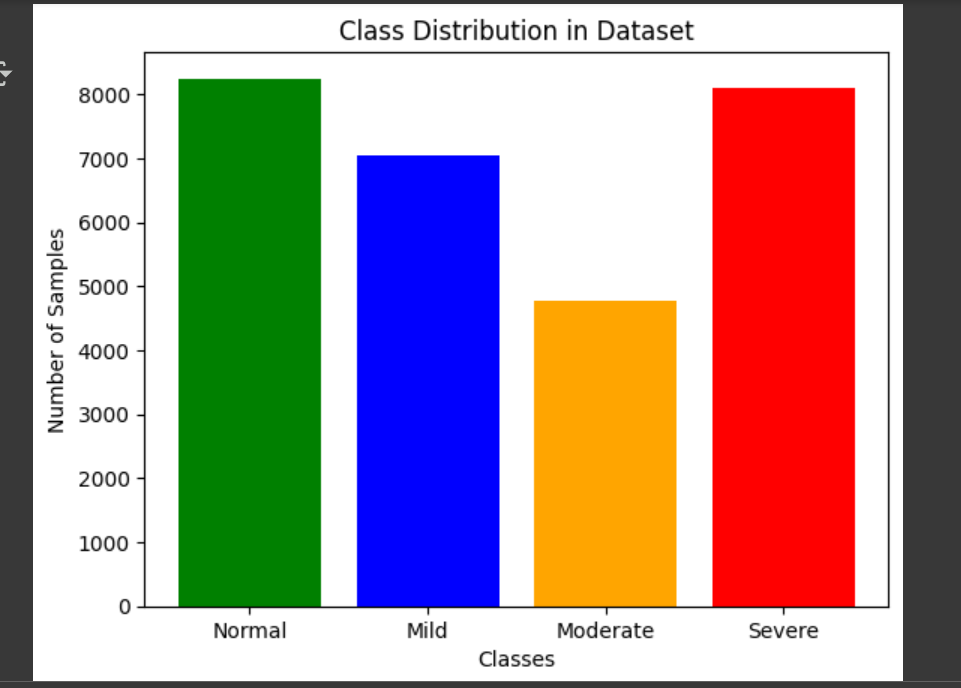 Class Distribution in Dataset
8000
7000
6000
5000
4000
3000
2000
1000
0
Number of Samples
Normal Mild Moderate Severe
Classes